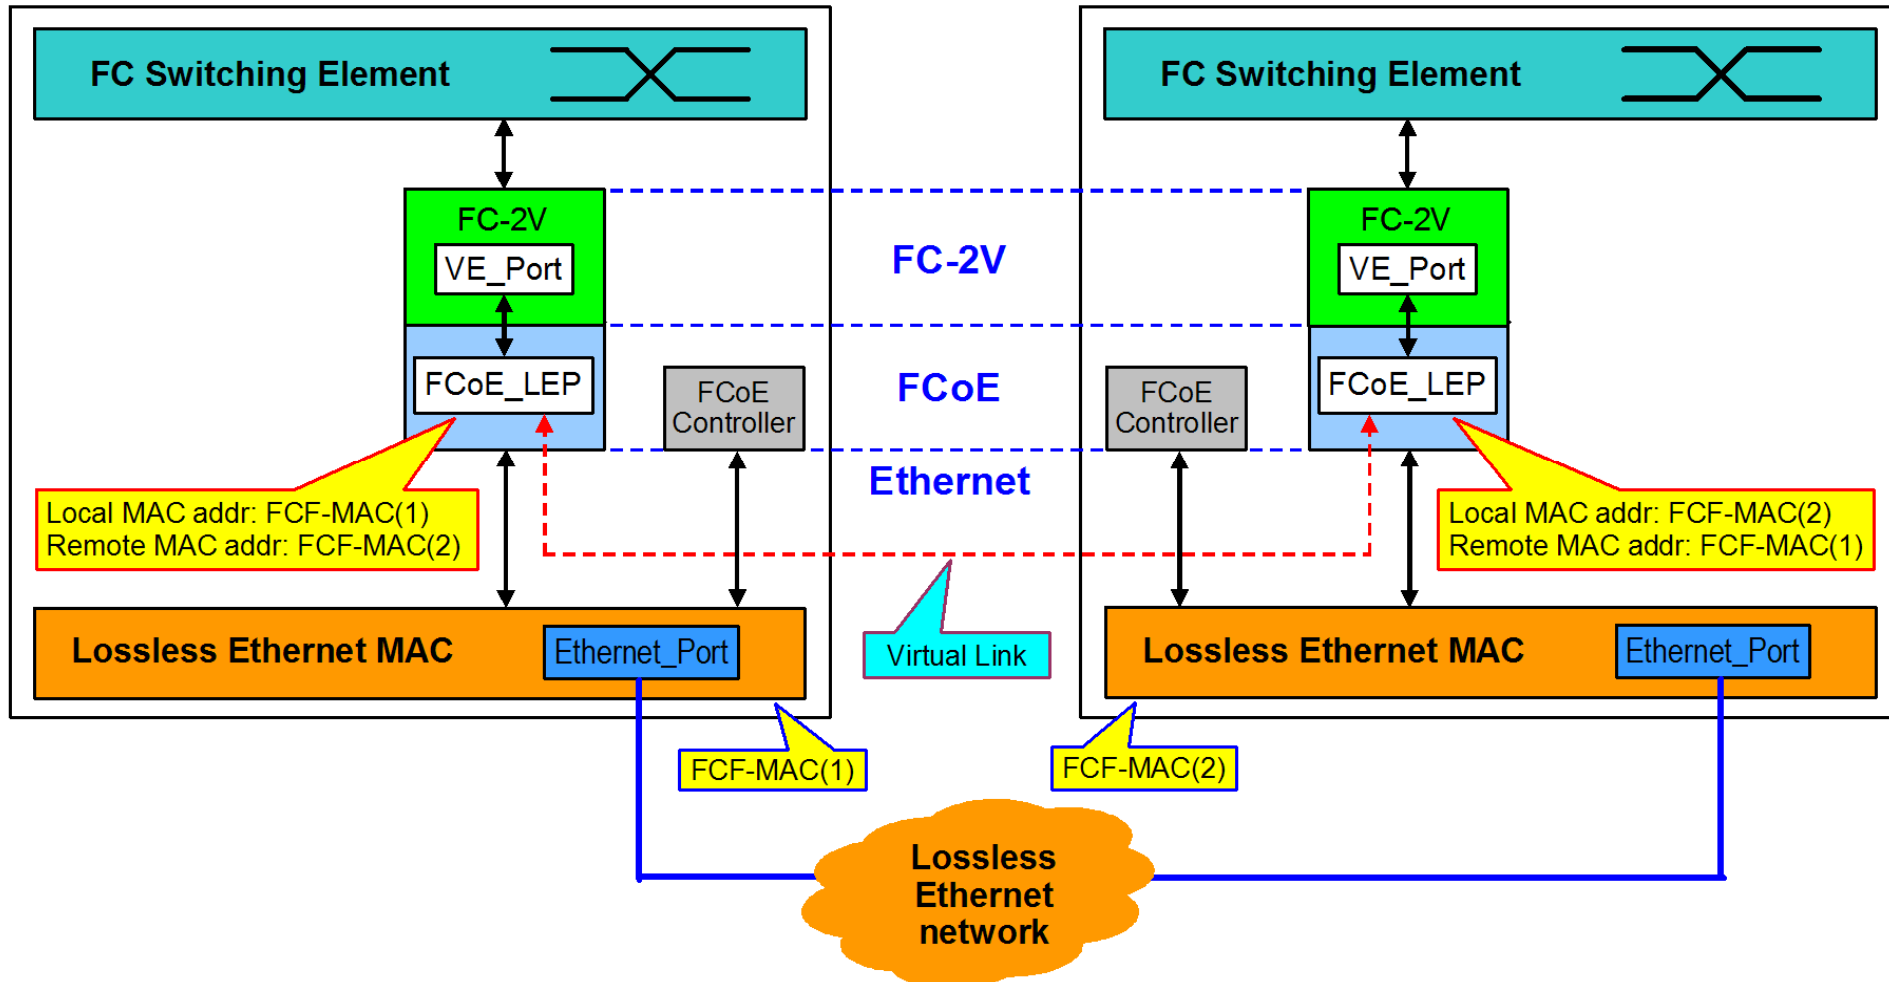 FC Switching Element
FC Switching Element
FC-2V
VE_Port
FC-2V
FC-2V
VE_Port
FCoE_LEP
FCoE
Controller
FCoE
FCoE
Controller
FCoE_LEP
Ethernet
Local MAC addr: FCF-MAC(1)
Remote MAC addr: FCF-MAC(2)
Local MAC addr: FCF-MAC(2)
Remote MAC addr: FCF-MAC(1)
Lossless Ethernet MAC
Ethernet_Port
Virtual Link
Lossless Ethernet MAC
Ethernet_Port
FCF-MAC(1)
FCF-MAC(2)
Lossless
Ethernet
network